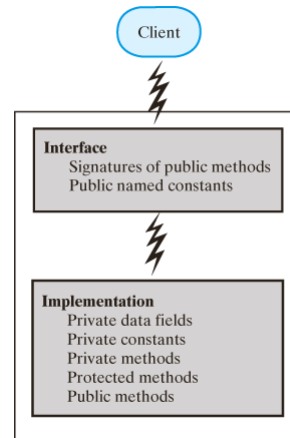 Client
Interface
Signatures of public methods
Public named constants
Implementation
Private data fields
Private constants
Private methods
Protected methods
Public methods